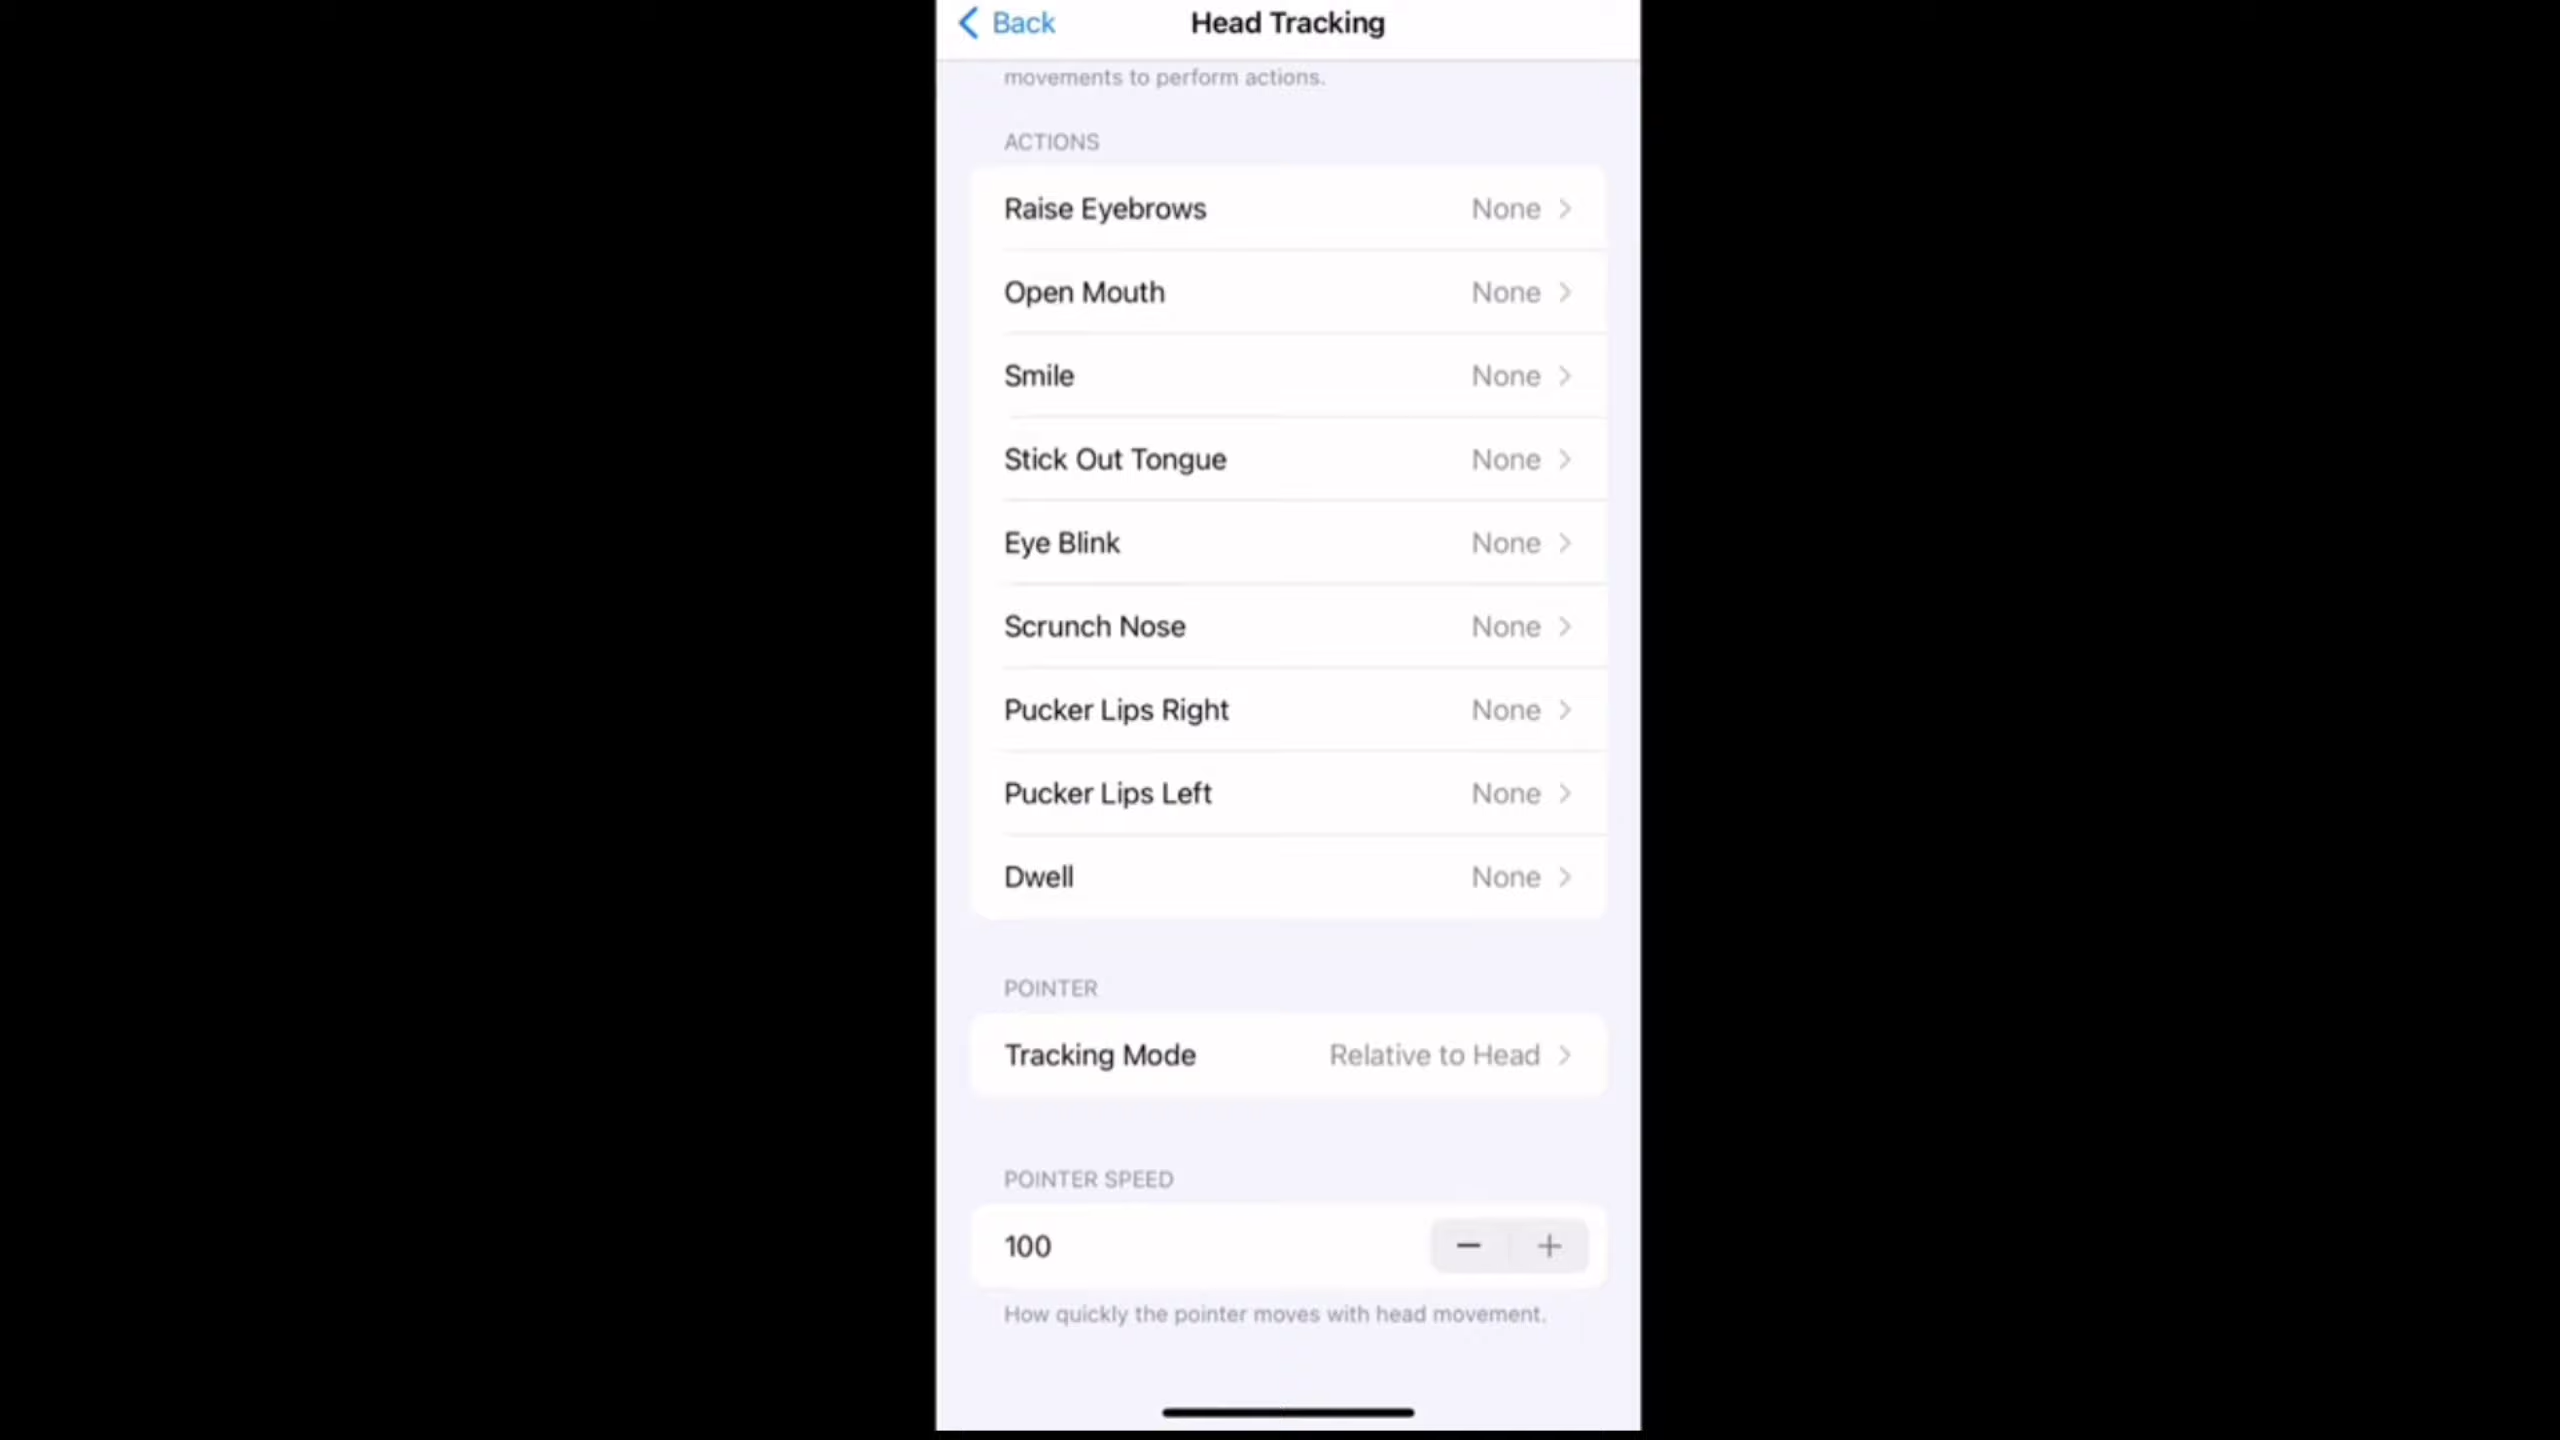 Back
Head Tracking
movements to perform actions.
ACTIONS
Raise Eyebrows None
Open Mouth None
Smile None
Stick Out Tongue None
Eye Blink None
Scrunch Nose None
Pucker Lips Right None
Pucker Lips Left None
Dwell None
POINTER
Tracking Mode Relative to Head
POINTER SPEED
100 − +
How quickly the pointer moves with head movement.